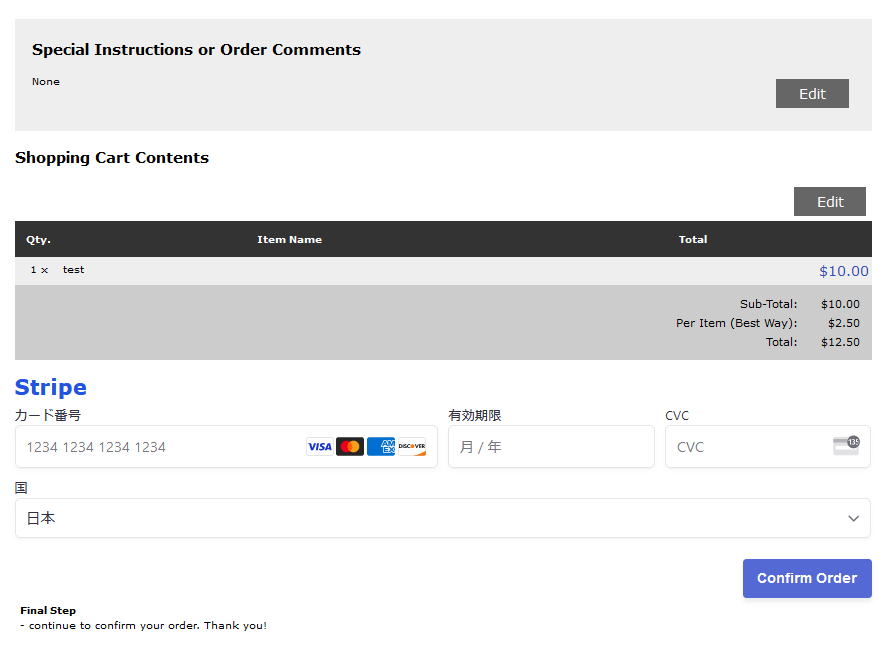 Special Instructions or Order Comments
None
Edit
Shopping Cart Contents
Edit
Qty. Item Name Total
1 x test $10.00
Sub-Total: $10.00
Per Item (Best Way): $2.50
Total: $12.50
Stripe
カード番号 有効期限 CVC
1234 1234 1234 1234 VISA AM EX DISCOVER 月 / 年 CVC 135
国
日本
Confirm Order
Final Step
- continue to confirm your order. Thank you!